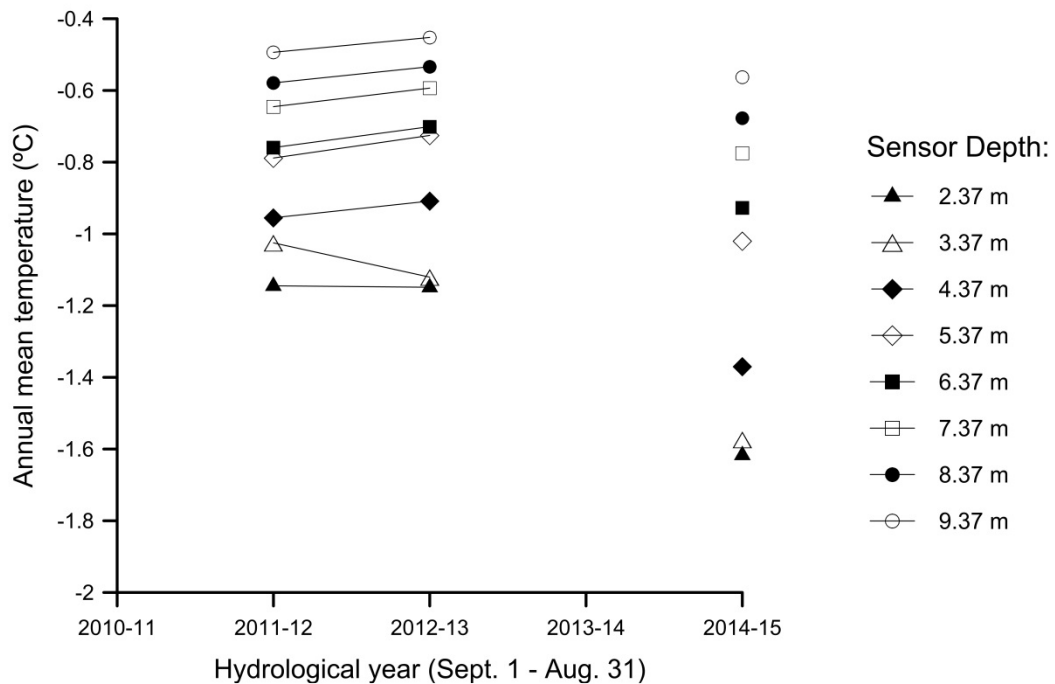 -0.4
-0.6
-0.8
-1
-1.2
-1.4
-1.6
-1.8
-2
Annual mean temperature (ºC)
2010-11 2011-12 2012-13 2013-14 2014-15
Hydrological year (Sept. 1 - Aug. 31)
Sensor Depth:
2.37 m
3.37 m
4.37 m
5.37 m
6.37 m
7.37 m
8.37 m
9.37 m